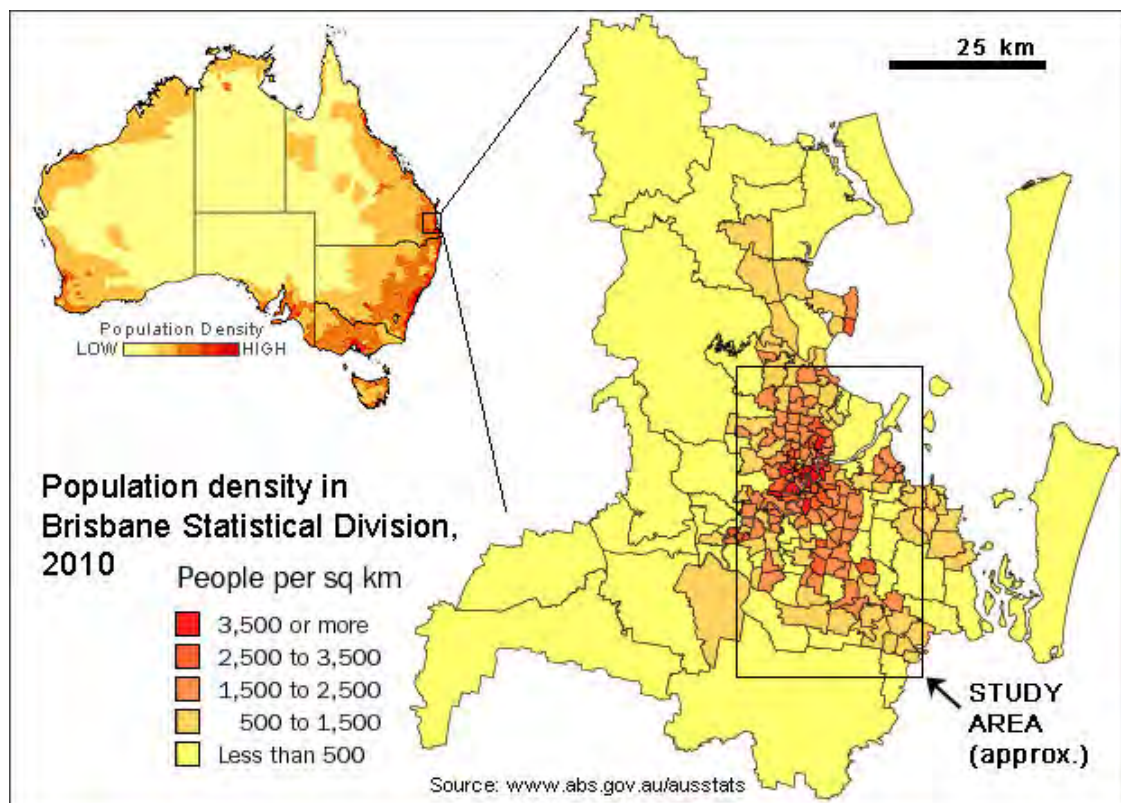 25 km
Population Density
LOW HIGH
Population density in
Brisbane Statistical Division,
2010
People per sq km
3,500 or more
2,500 to 3,500
1,500 to 2,500
500 to 1,500
Less than 500
STUDY
AREA
(approx.)
Source: www.abs.gov.au/ausstats